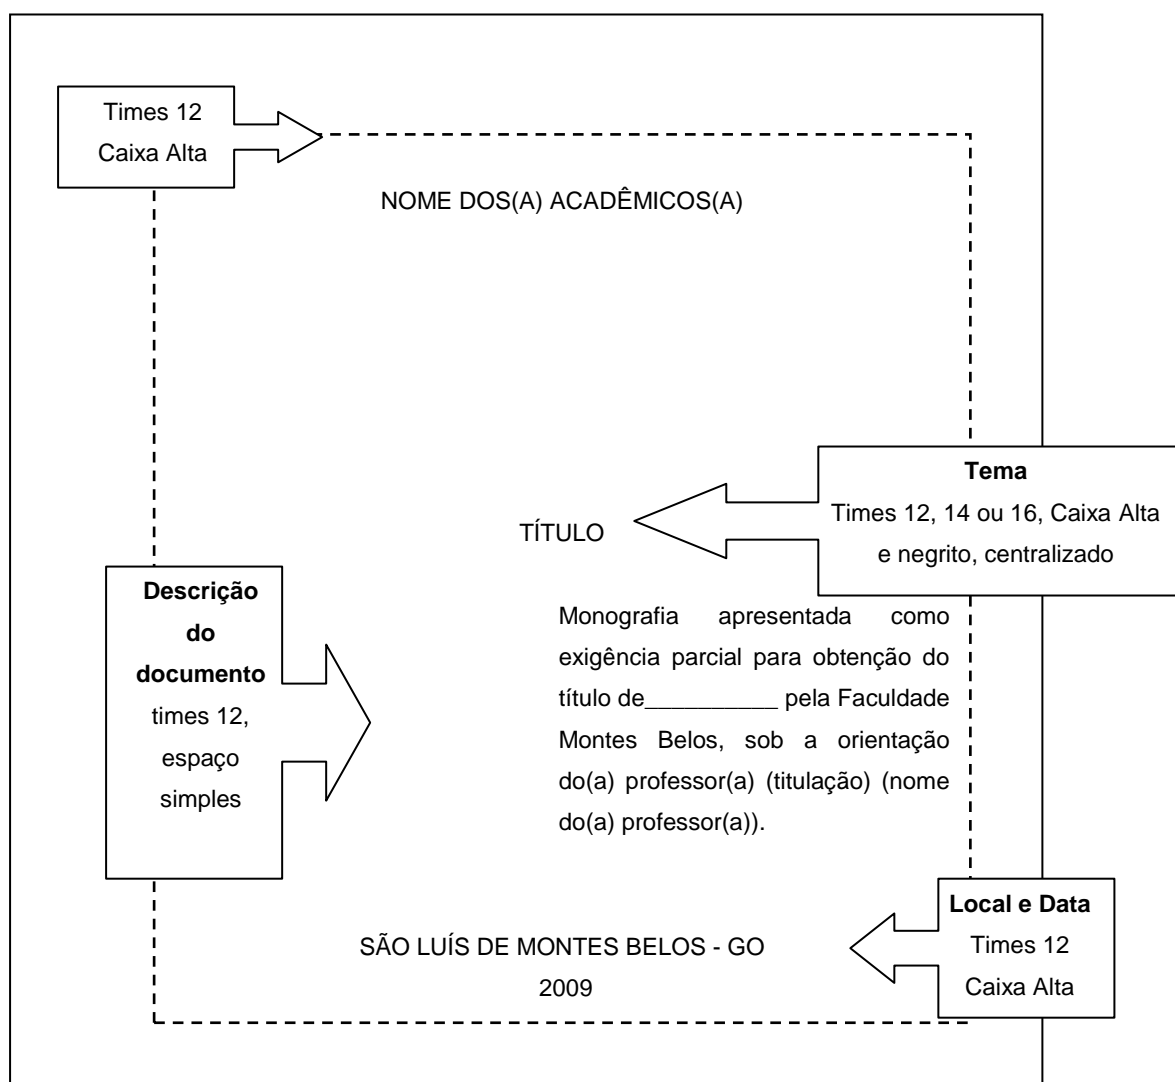 Times 12
Caixa Alta
NOME DOS(A) ACADÊMICOS(A)
Tema
Times 12, 14 ou 16, Caixa Alta
e negrito, centralizado
TÍTULO
Descrição
do
documento
times 12,
espaço
simples
Monografia apresentada como
exigência parcial para obtenção do
título de__________ pela Faculdade
Montes Belos, sob a orientação
do(a) professor(a) (titulação) (nome
do(a) professor(a)).
Local e Data
Times 12
Caixa Alta
SÃO LUÍS DE MONTES BELOS - GO
2009